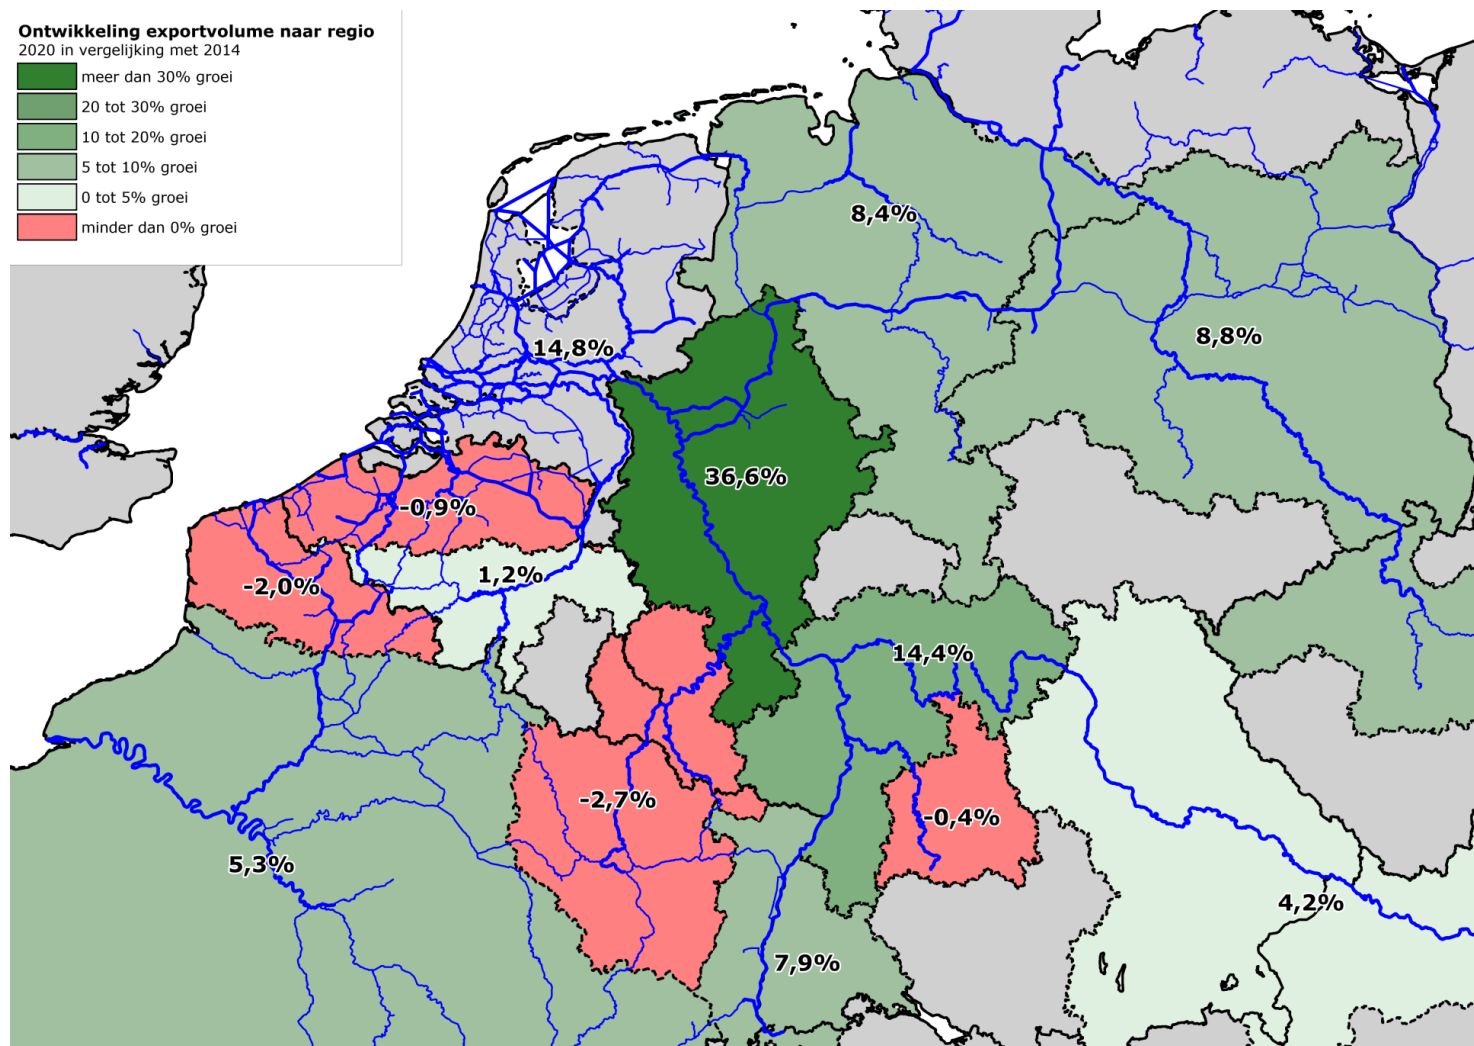 Ontwikkeling exportvolume naar regio
2020 in vergelijking met 2014
meer dan 30% groei
20 tot 30% groei
10 tot 20% groei
5 tot 10% groei
0 tot 5% groei
minder dan 0% groei
8,4%
8,8%
14,8%
36,6%
-0,9%
1,2%
-2,0%
14,4%
-2,7%
-0,4%
5,3%
4,2%
7,9%